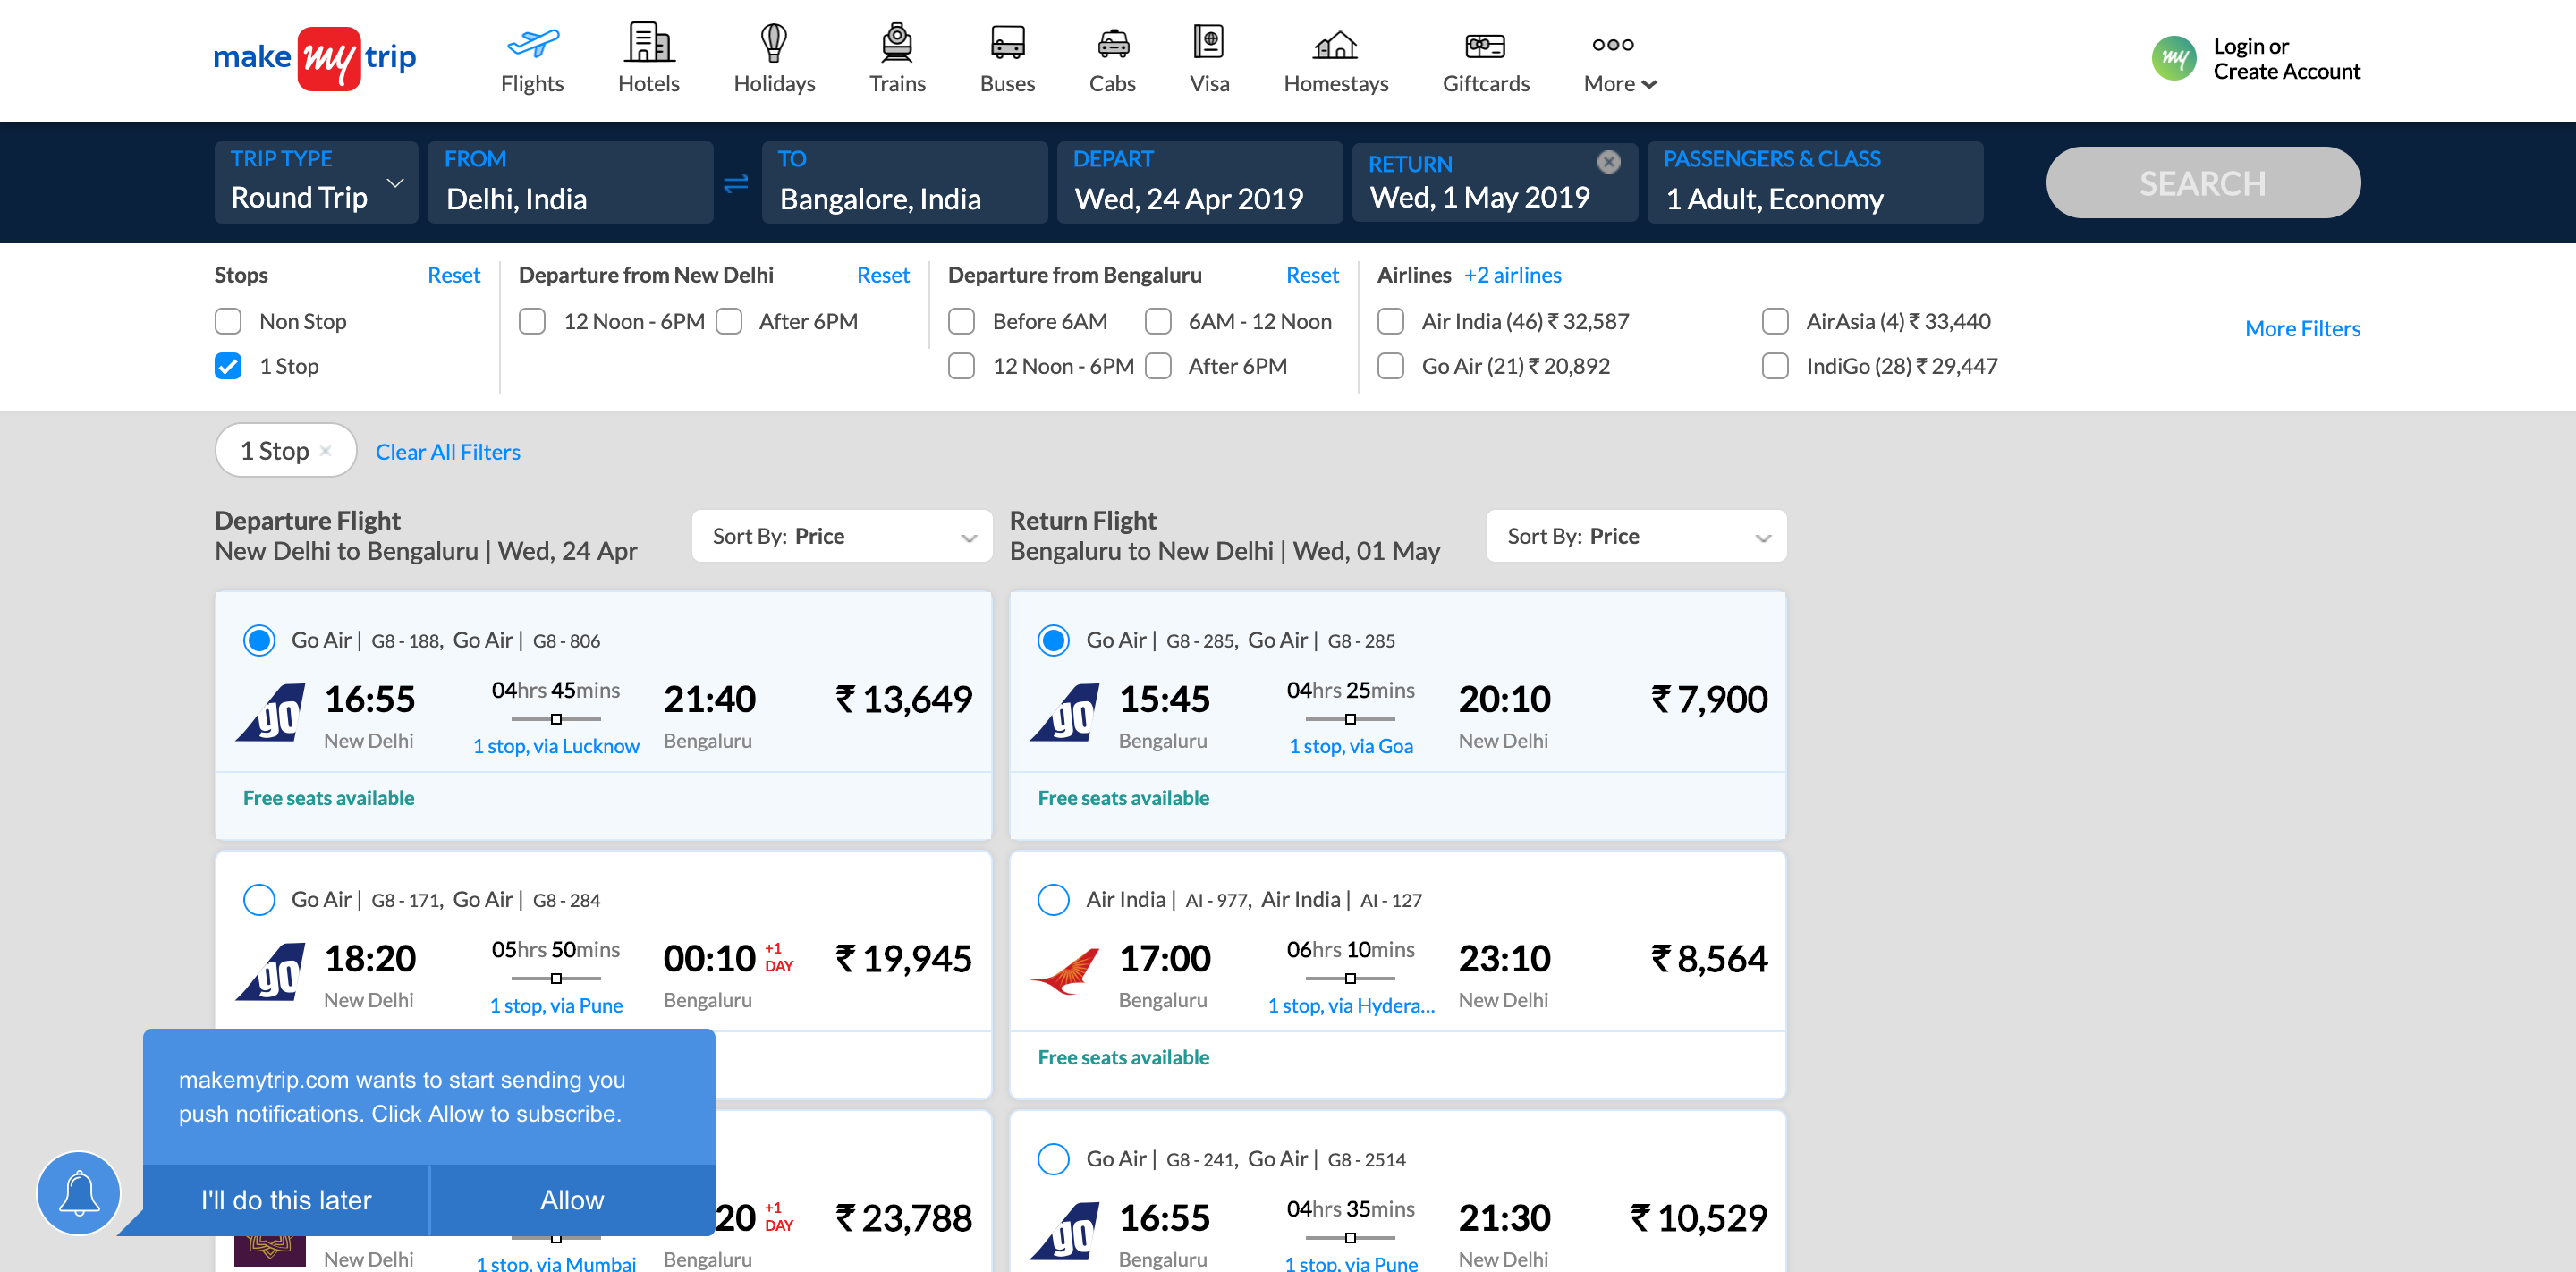 make my trip
Flights
Hotels
Holidays
Trains
Buses
Cabs
Visa
Homestays
Giftcards
More
my
Login or
Create Account
TRIP TYPE
Round Trip
FROM
Delhi, India
TO
Bangalore, India
DEPART
Wed, 24 Apr 2019
RETURN
Wed, 1 May 2019
PASSENGERS & CLASS
1 Adult, Economy
SEARCH
Stops Reset
Non Stop
1 Stop
Departure from New Delhi Reset
12 Noon - 6PM After 6PM
Departure from Bengaluru Reset
Before 6AM 6AM - 12 Noon
12 Noon - 6PM After 6PM
Airlines +2 airlines
Air India (46) ₹ 32,587 AirAsia (4) ₹ 33,440
Go Air (21) ₹ 20,892 IndiGo (28) ₹ 29,447
More Filters
1 Stop ×
Clear All Filters
Departure Flight
New Delhi to Bengaluru | Wed, 24 Apr
Sort By: Price
Go Air | G8 - 188, Go Air | G8 - 806
go
16:55 04hrs 45mins 21:40 ₹ 13,649
New Delhi 1 stop, via Lucknow Bengaluru
Free seats available
Go Air | G8 - 171, Go Air | G8 - 284
go
18:20 05hrs 50mins 00:10 +1 DAY ₹ 19,945
New Delhi 1 stop, via Pune Bengaluru
20 +1 DAY ₹ 23,788
New Delhi 1 stop, via Mumbai Bengaluru
Return Flight
Bengaluru to New Delhi | Wed, 01 May
Sort By: Price
Go Air | G8 - 285, Go Air | G8 - 285
go
15:45 04hrs 25mins 20:10 ₹ 7,900
Bengaluru 1 stop, via Goa New Delhi
Free seats available
Air India | AI - 977, Air India | AI - 127
17:00 06hrs 10mins 23:10 ₹ 8,564
Bengaluru 1 stop, via Hydera... New Delhi
Free seats available
Go Air | G8 - 241, Go Air | G8 - 2514
go
16:55 04hrs 35mins 21:30 ₹ 10,529
Bengaluru 1 stop, via Pune New Delhi
makemytrip.com wants to start sending you
push notifications. Click Allow to subscribe.
I'll do this later
Allow